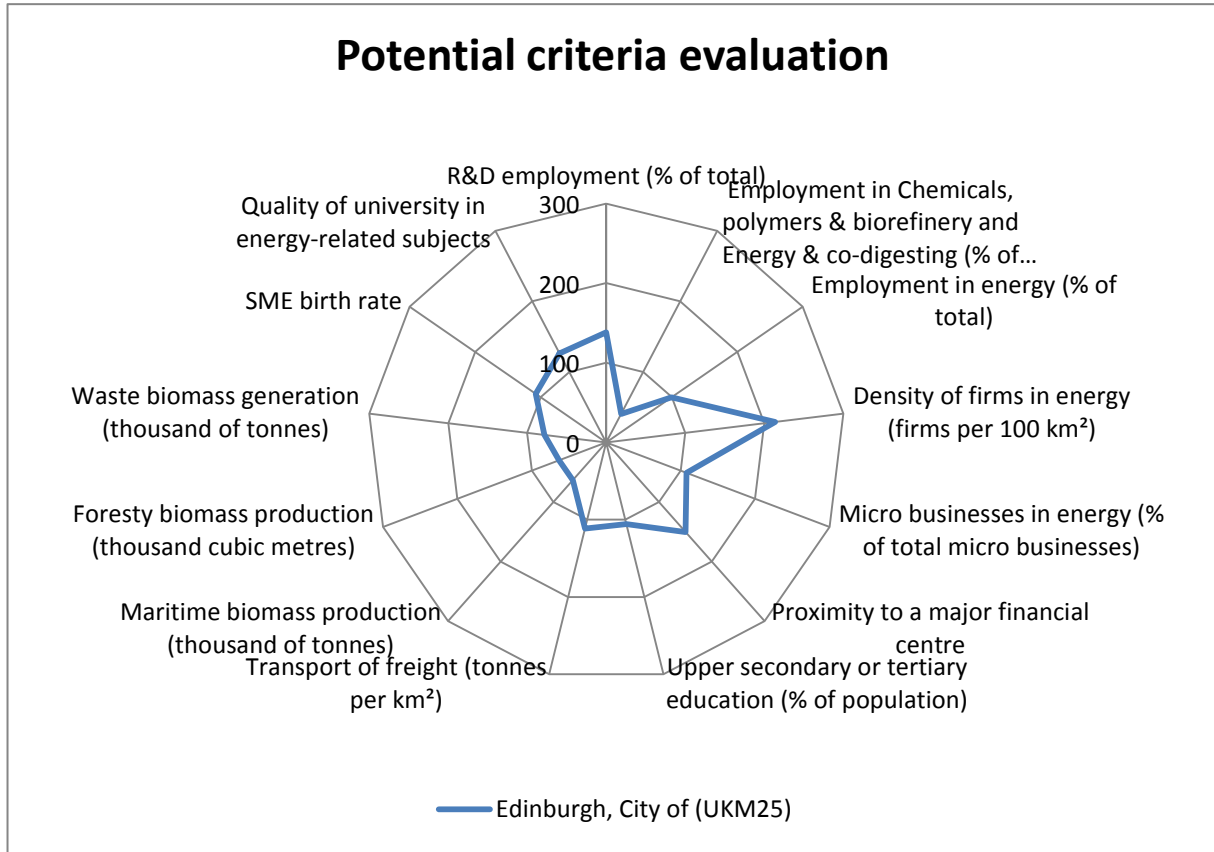 Potential criteria evaluation
R&D employment (% of total)
Employment in Chemicals,
polymers & biorefinery and
Energy & co-digesting (% of…
Employment in energy (% of
total)
Density of firms in energy
(firms per 100 km²)
Micro businesses in energy (%
of total micro businesses)
Proximity to a major financial
centre
Upper secondary or tertiary
education (% of population)
Transport of freight (tonnes
per km²)
Maritime biomass production
(thousand of tonnes)
Foresty biomass production
(thousand cubic metres)
Waste biomass generation
(thousand of tonnes)
SME birth rate
Quality of university in
energy-related subjects
300
200
100
0
Edinburgh, City of (UKM25)